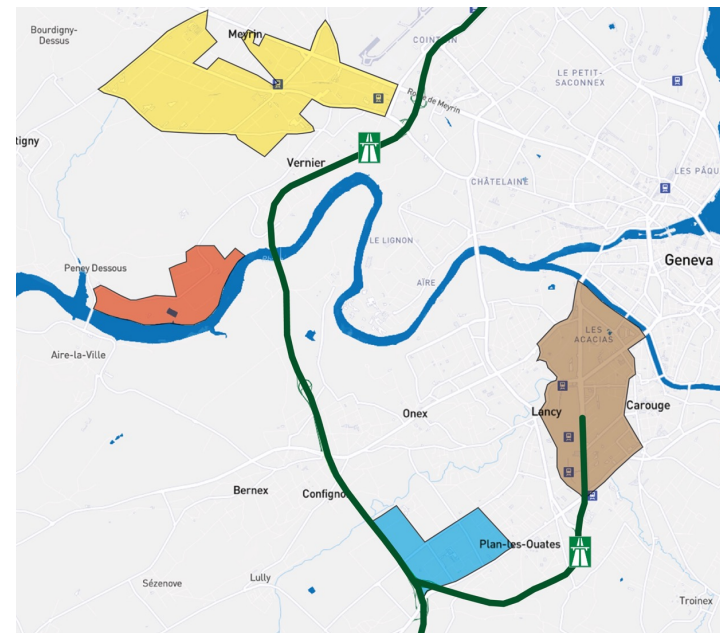 Bourdigny-
Dessus
Meyrin
COINTRIN
LE PETIT-
SACONNEX
Route de Meyrin
tigny
Vernier
CHÂTELAINE
LES PÂQU
LE LIGNON
Geneva
Peney Dessous
AÏRE
LES
ACACIAS
Aire-la-Ville
Onex
Lancy
Carouge
Bernex
Configno
Plan-les-Ouates
Lully
Sézenove
Troinex